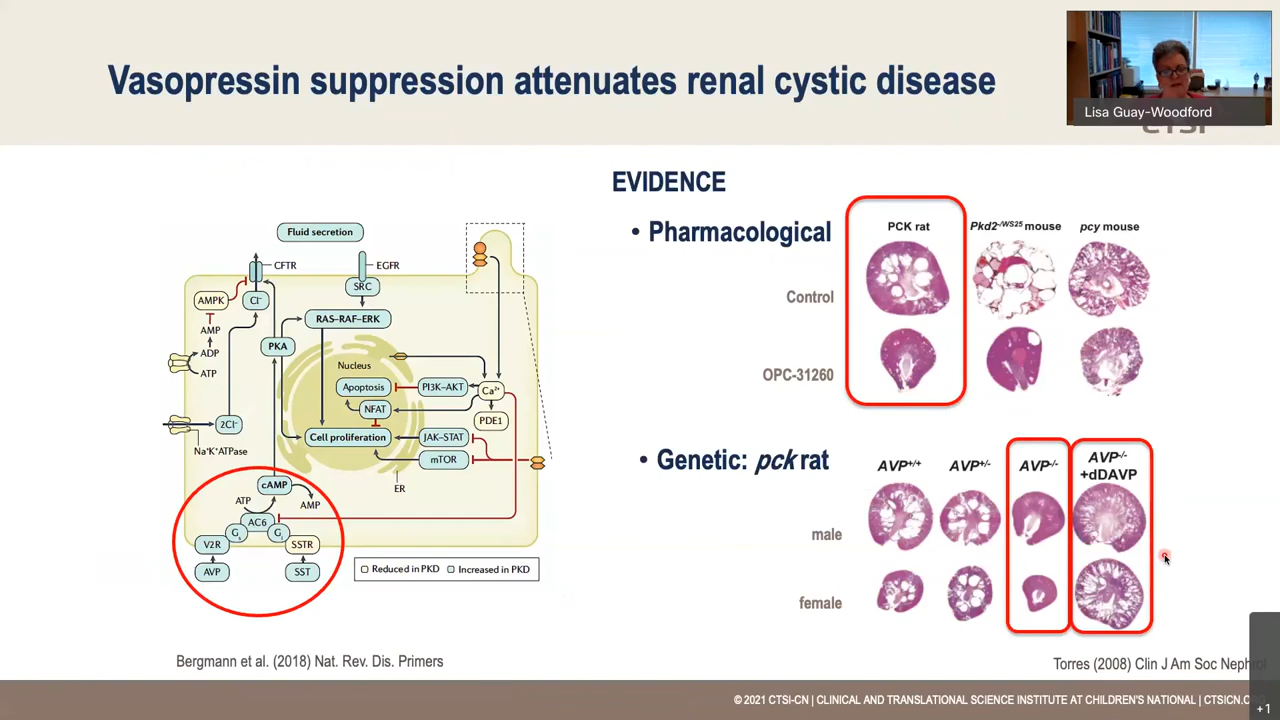 Vasopressin suppression attenuates renal cystic disease
Lisa Guay-Woodford
CTSI
EVIDENCE
• Pharmacological
PCK rat
Pkd2-/WS25 mouse
pcy mouse
Control
OPC-31260
• Genetic: pck rat
AVP+/+
AVP+/-
AVP-/-
AVP-/-
+dDAVP
male
female
Fluid secretion
CFTR
EGFR
SRC
AMPK
Cl-
AMP
RAS–RAF–ERK
PKA
ADP
ATP
Nucleus
Apoptosis
PI3K–AKT
Ca2+
NFAT
PDE1
2Cl-
Cell proliferation
JAK–STAT
Na+K+ATPase
mTOR
ER
cAMP
ATP
AMP
AC6
Gs
Gi
V2R
SSTR
AVP
SST
Reduced in PKD
Increased in PKD
Bergmann et al. (2018) Nat. Rev. Dis. Primers
Torres (2008) Clin J Am Soc Nephrol
© 2021 CTSI-CN | CLINICAL AND TRANSLATIONAL SCIENCE INSTITUTE AT CHILDREN'S NATIONAL | CTSICN.
+1